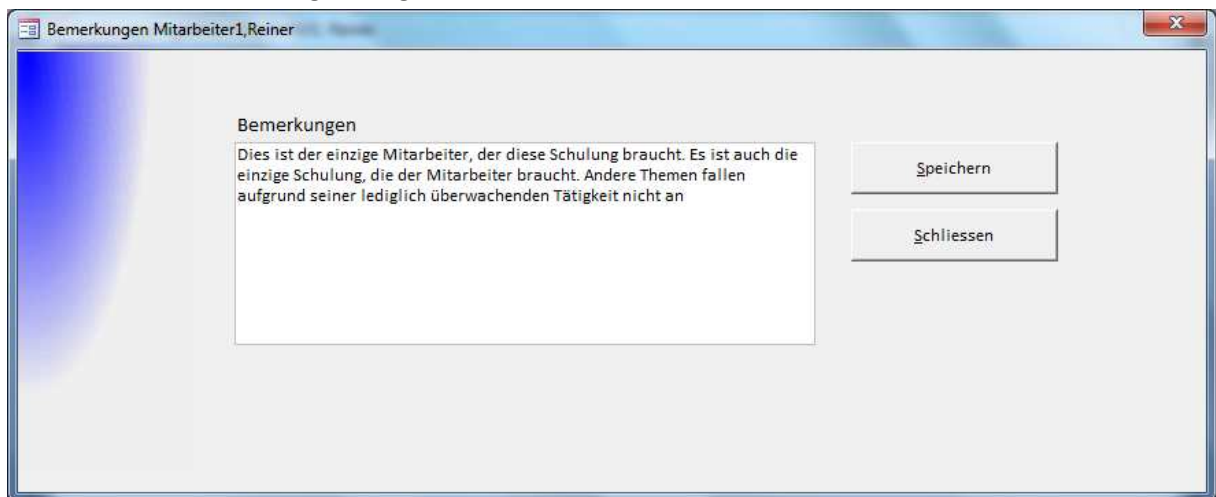 Bemerkungen Mitarbeiter1,Reiner
Bemerkungen
Dies ist der einzige Mitarbeiter, der diese Schulung braucht. Es ist auch die
einzige Schulung, die der Mitarbeiter braucht. Andere Themen fallen
aufgrund seiner lediglich überwachenden Tätigkeit nicht an
Speichern
Schliessen